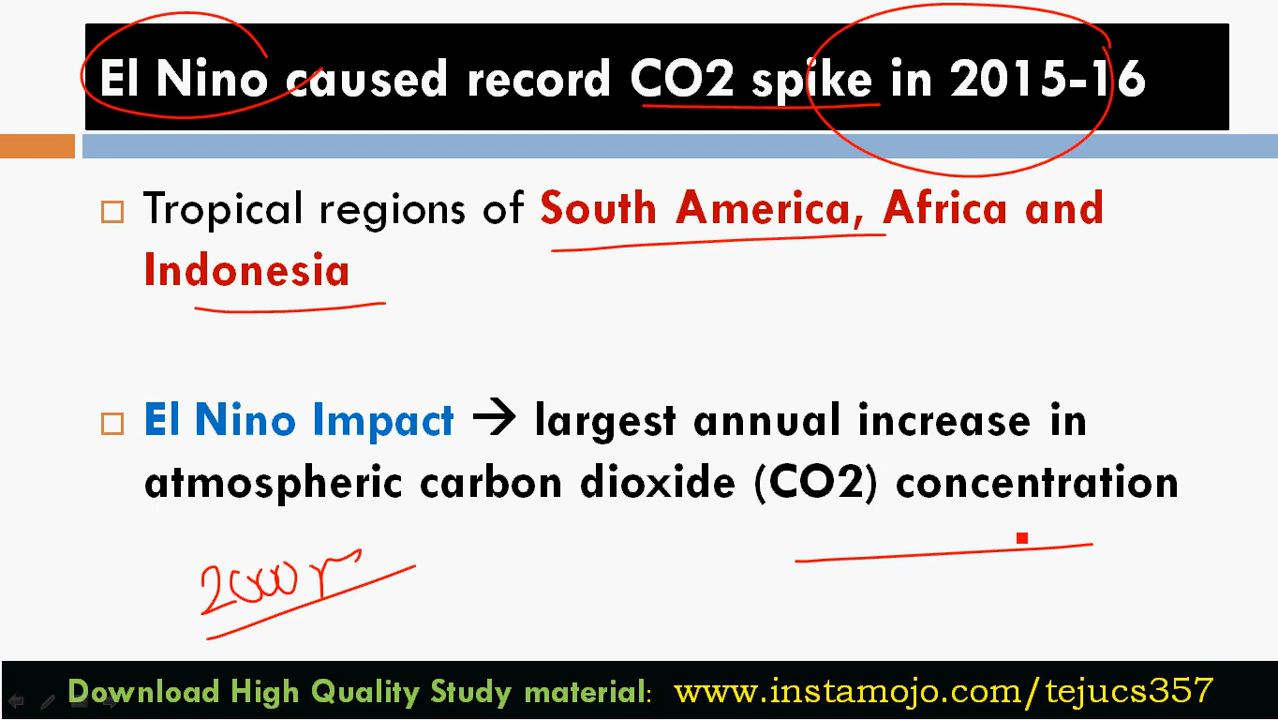 El Nino caused record CO2 spike in 2015-16
Tropical regions of South America, Africa and
Indonesia
El Nino Impact → largest annual increase in
atmospheric carbon dioxide (CO2) concentration
Download High Quality Study material: www.instamojo.com/tejucs357